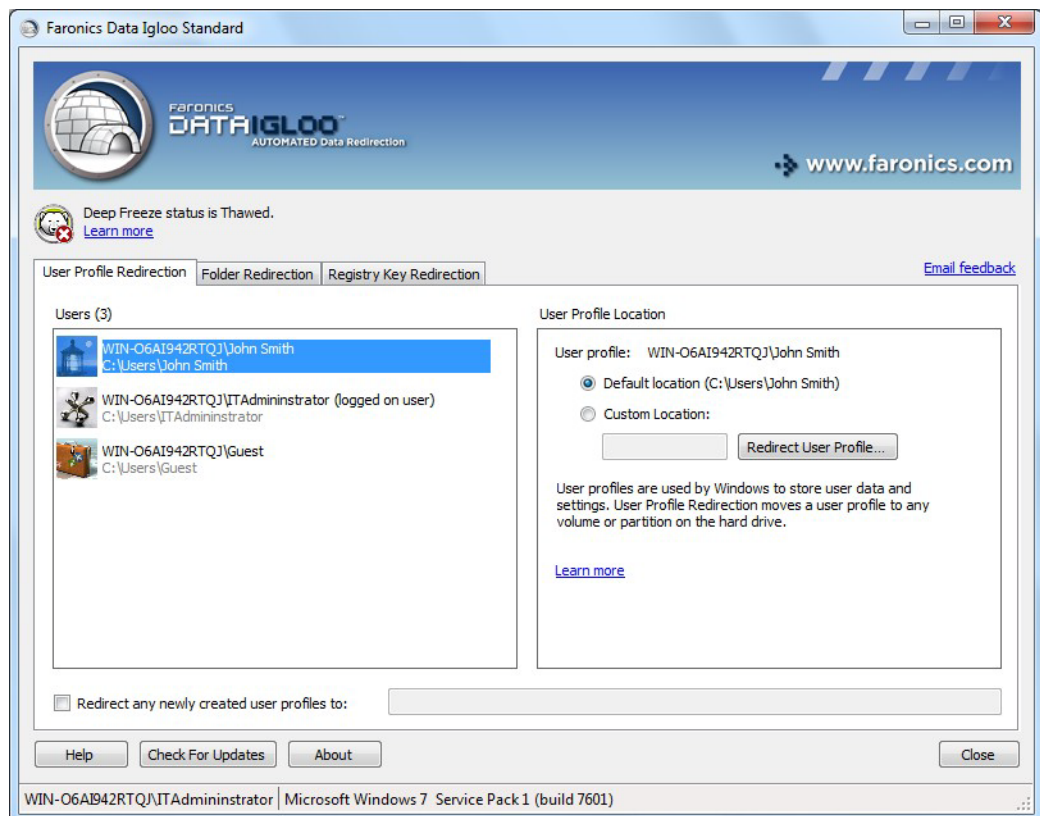 Faronics Data Igloo Standard
Faronics
DATAIGLOO™
AUTOMATED Data Redirection
www.faronics.com
Deep Freeze status is Thawed.
Learn more
User Profile Redirection
Folder Redirection
Registry Key Redirection
Email feedback
Users (3)
WIN-O6AI942RTQJ\John Smith
C:\Users\John Smith
WIN-O6AI942RTQJ\ITAdmininstrator (logged on user)
C:\Users\ITAdmininstrator
WIN-O6AI942RTQJ\Guest
C:\Users\Guest
User Profile Location
User profile: WIN-O6AI942RTQJ\John Smith
Default location (C:\Users\John Smith)
Custom Location:
Redirect User Profile...
User profiles are used by Windows to store user data and
settings. User Profile Redirection moves a user profile to any
volume or partition on the hard drive.
Learn more
Redirect any newly created user profiles to:
Help
Check For Updates
About
Close
WIN-O6AI942RTQJ\ITAdmininstrator
Microsoft Windows 7 Service Pack 1 (build 7601)